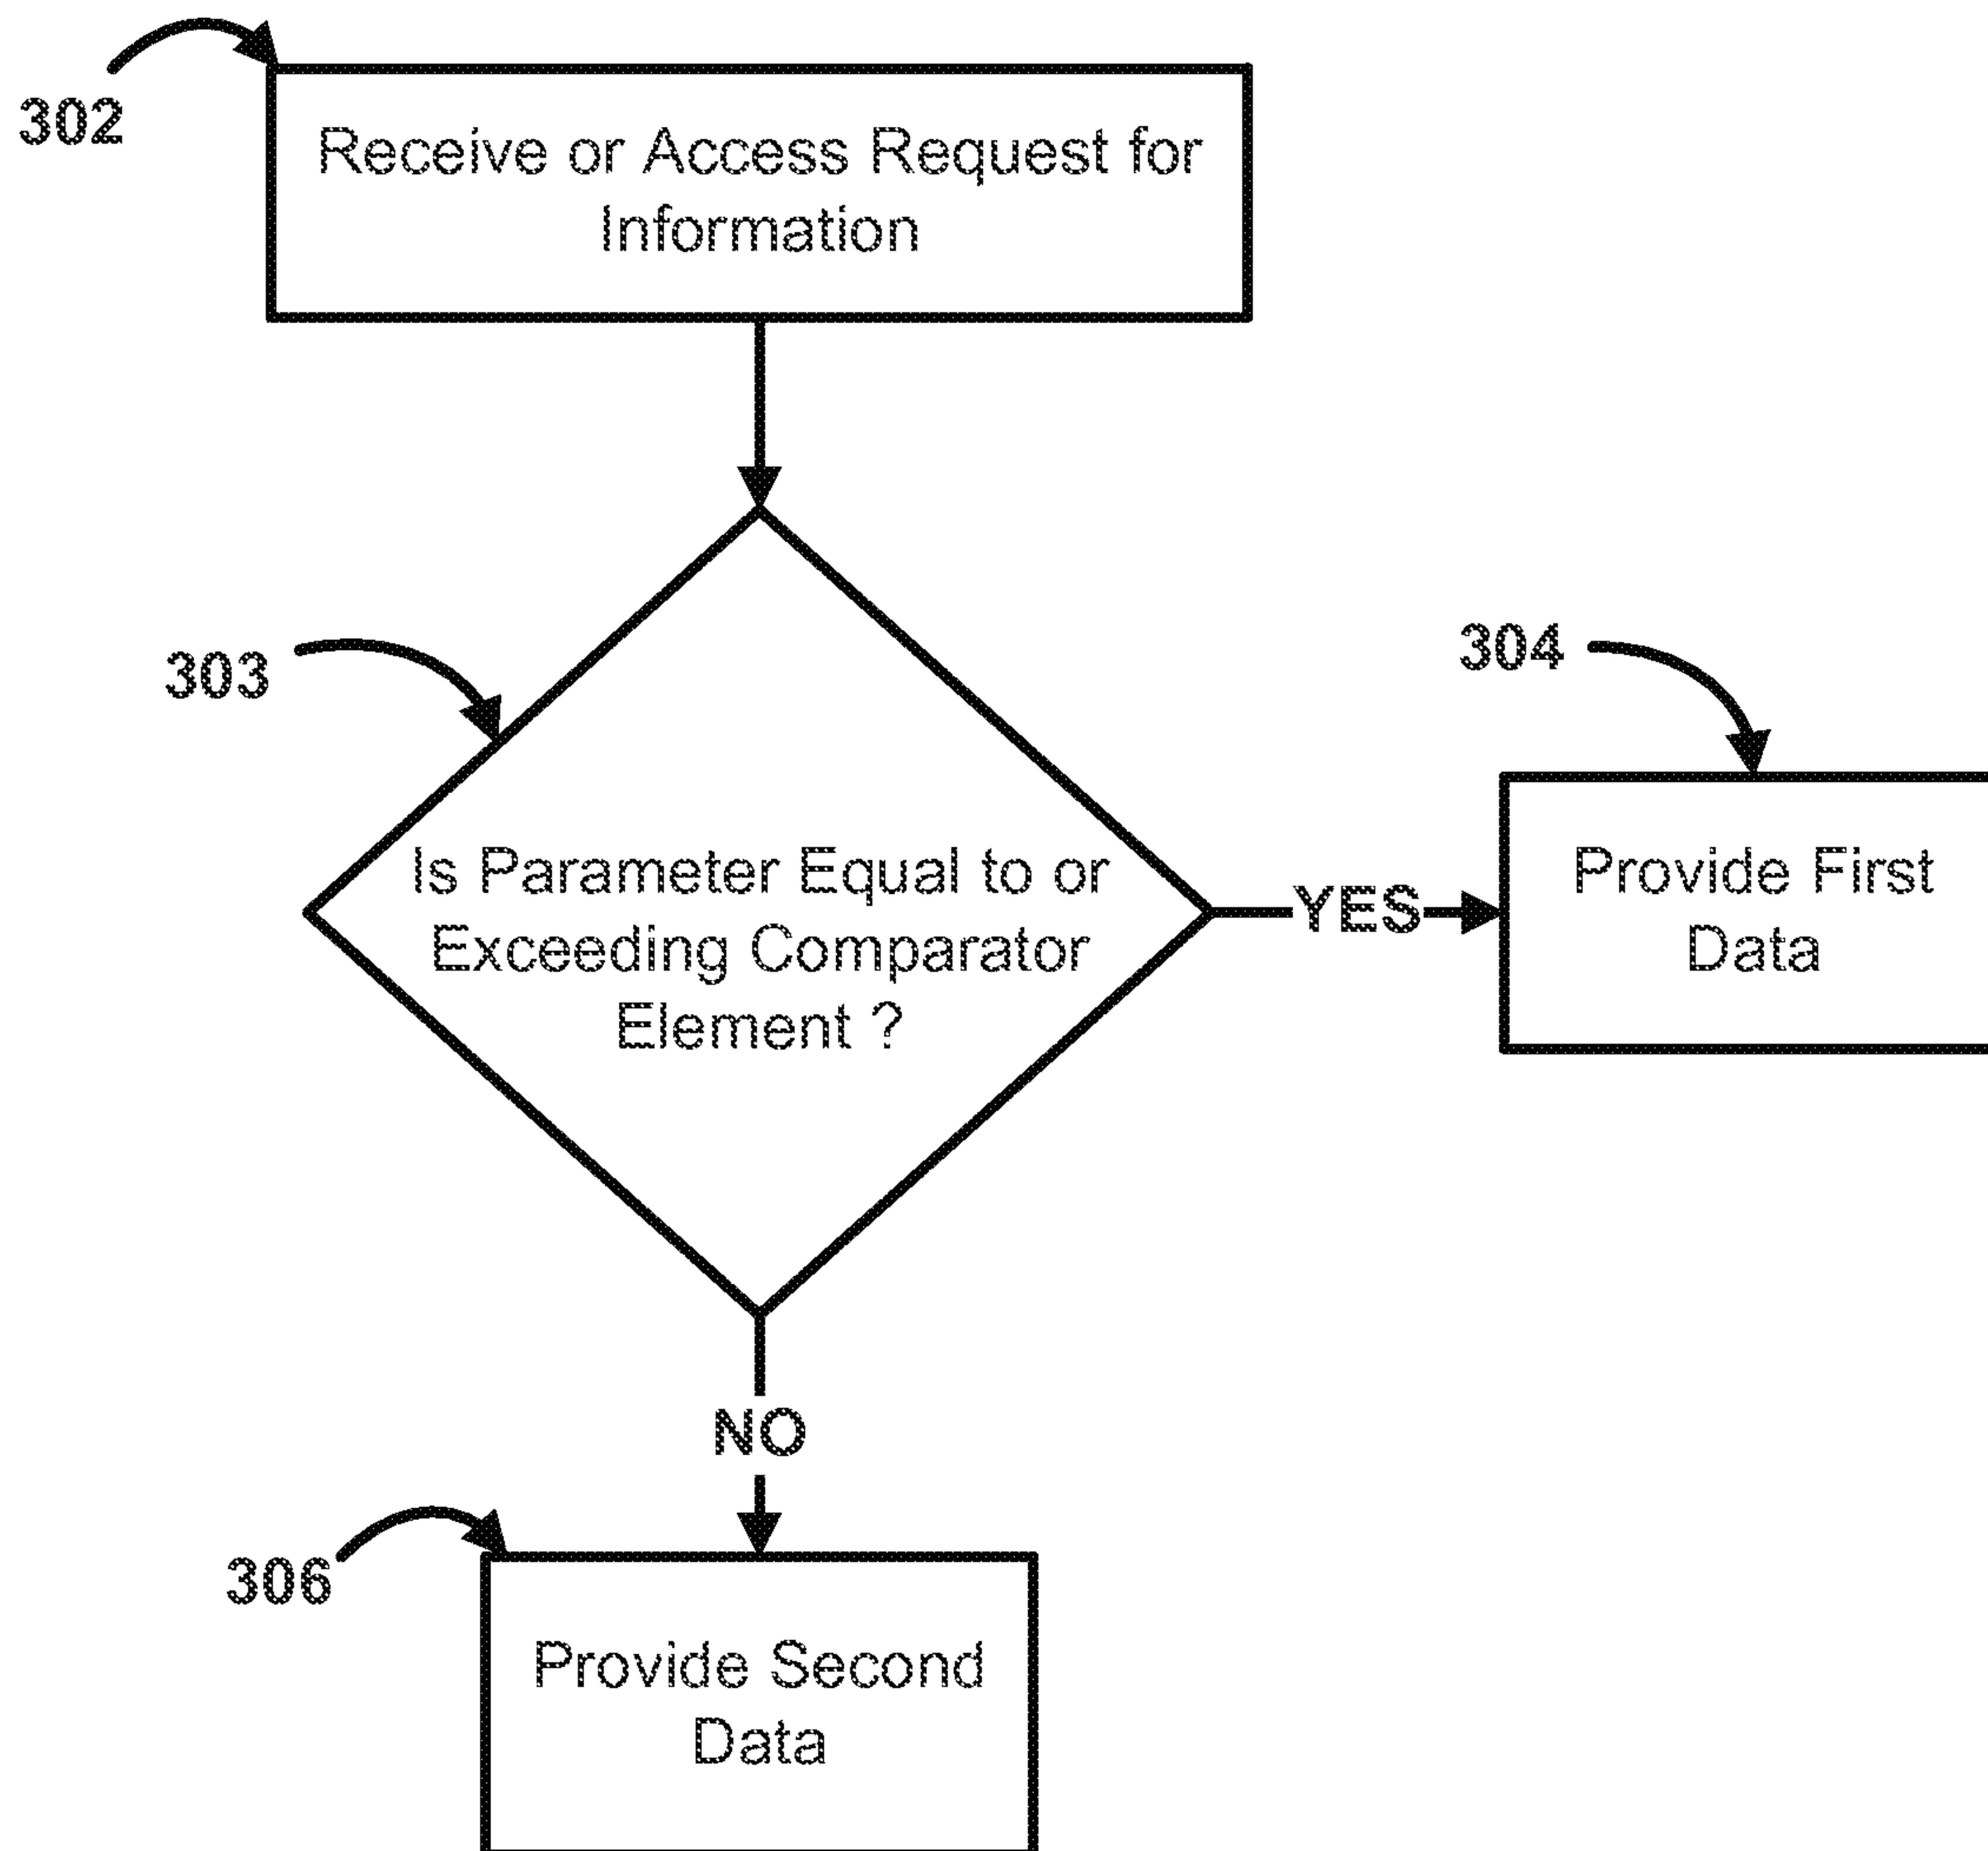 302
Receive or Access Request for
Information
303
304
Is Parameter Equal to or
Exceeding Comparator
Element ?
YES
Provide First
Data
NO
306
Provide Second
Data